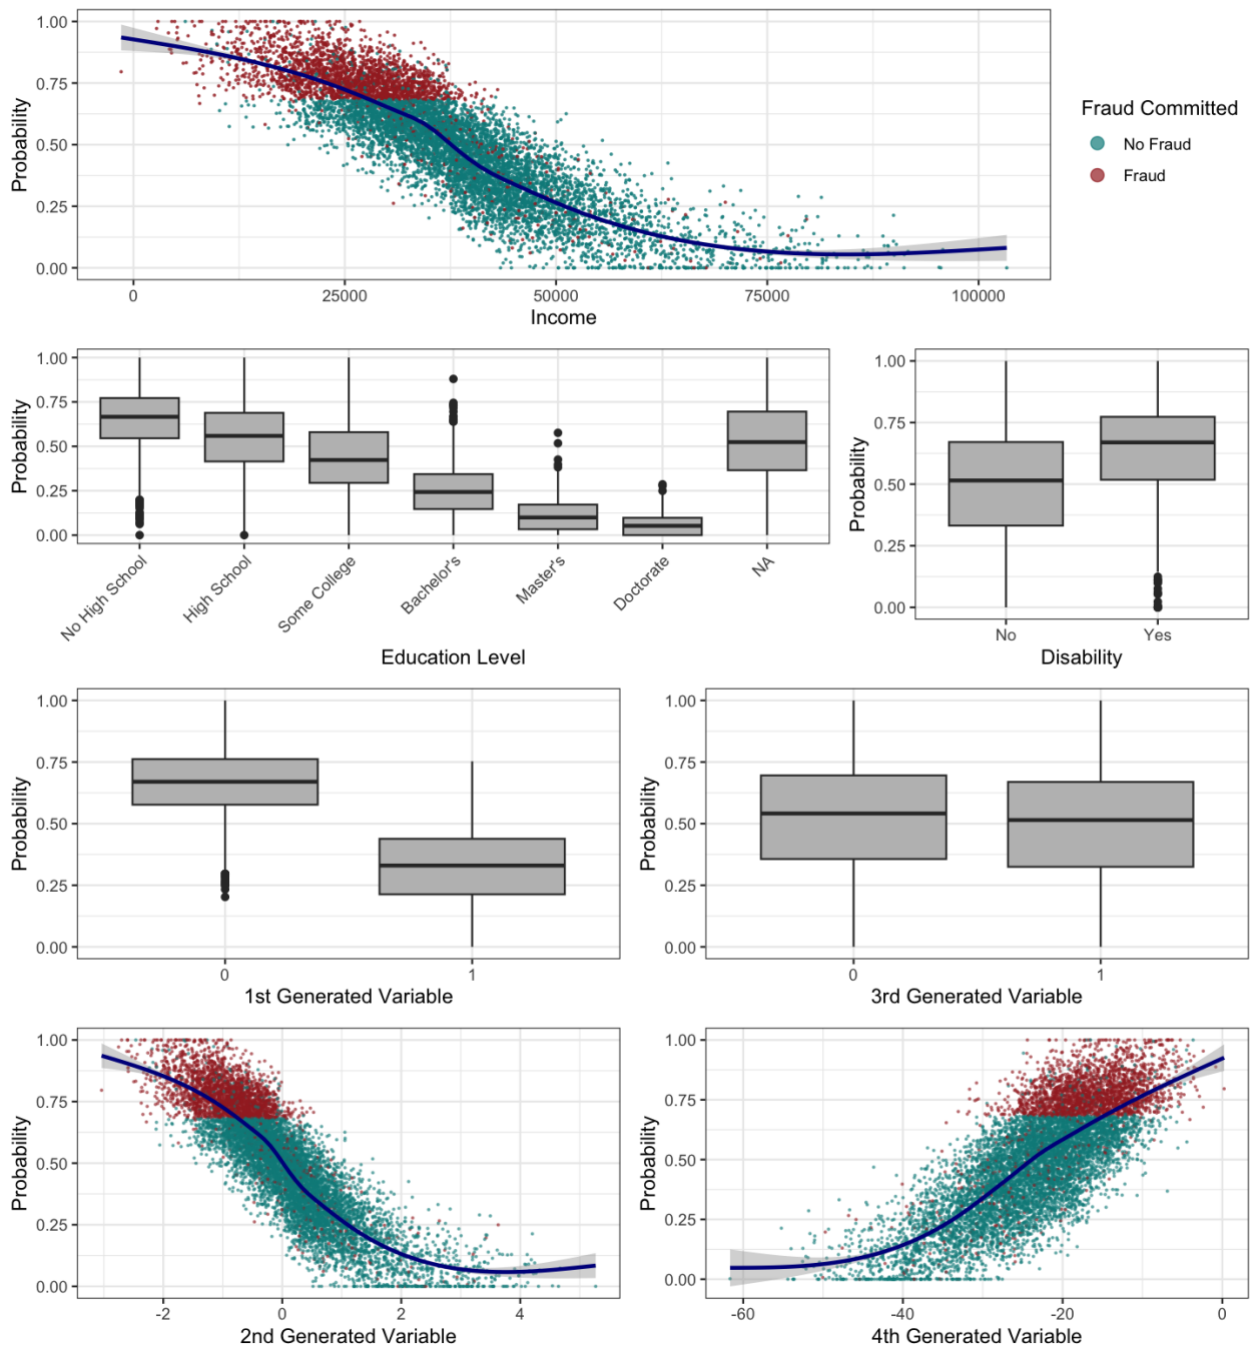 1.00
0.75
0.50
0.25
0.00
Probability
0
25000
50000
75000
100000
Income
Fraud Committed
No Fraud
Fraud
1.00
0.75
0.50
0.25
0.00
Probability
No High School
High School
Some College
Bachelor's
Master's
Doctorate
NA
Education Level
1.00
0.75
0.50
0.25
0.00
Probability
No
Yes
Disability
1.00
0.75
0.50
0.25
0.00
Probability
0
1
1st Generated Variable
1.00
0.75
0.50
0.25
0.00
Probability
0
1
3rd Generated Variable
1.00
0.75
0.50
0.25
0.00
Probability
-2
0
2
4
2nd Generated Variable
1.00
0.75
0.50
0.25
0.00
Probability
-60
-40
-20
0
4th Generated Variable